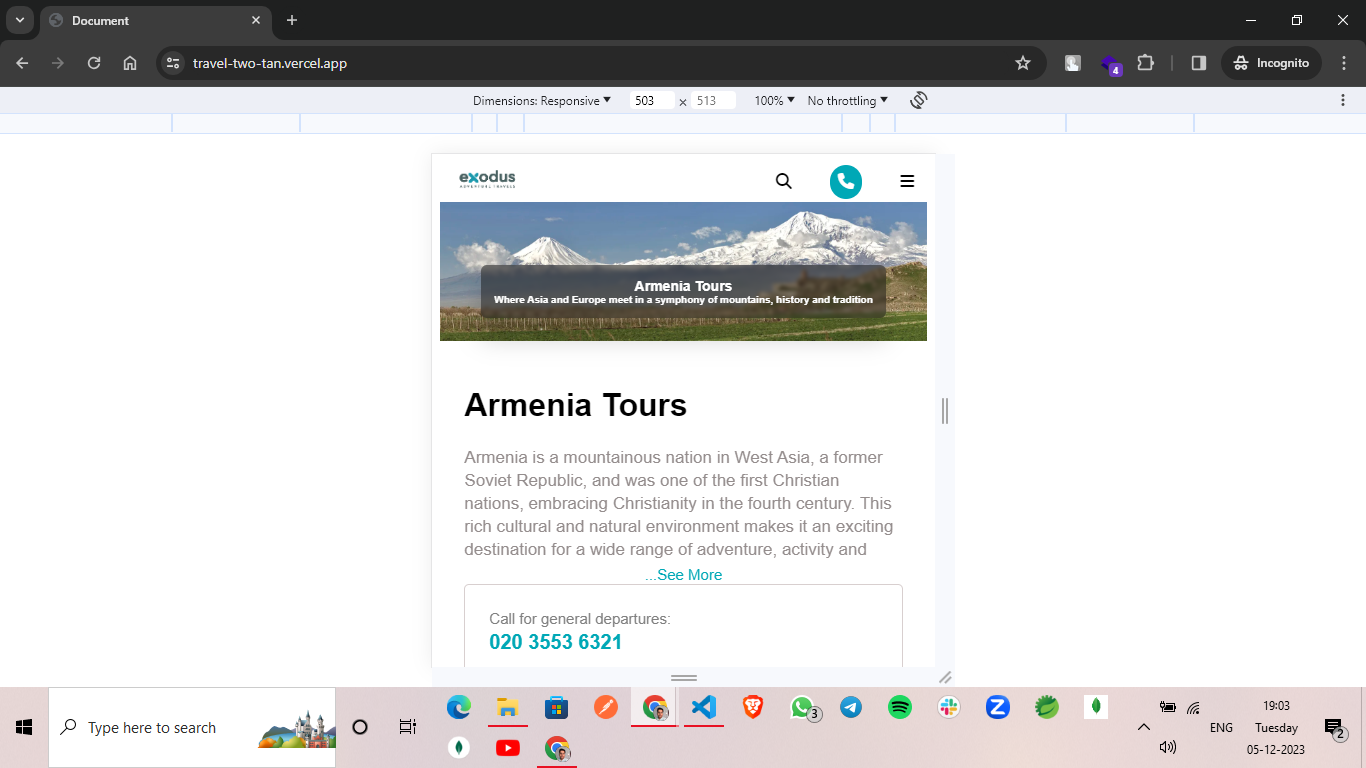 Document
travel-two-tan.vercel.app
4
Incognito
Dimensions: Responsive
503 × 513
100%
No throttling
exodus
ADVENTURE TRAVELS
Armenia Tours
Where Asia and Europe meet in a symphony of mountains, history and tradition
Armenia Tours
Armenia is a mountainous nation in West Asia, a former
Soviet Republic, and was one of the first Christian
nations, embracing Christianity in the fourth century. This
rich cultural and natural environment makes it an exciting
destination for a wide range of adventure, activity and
...See More
Call for general departures:
020 3553 6321
Type here to search
3
Z
ENG
19:03
Tuesday
05-12-2023
2